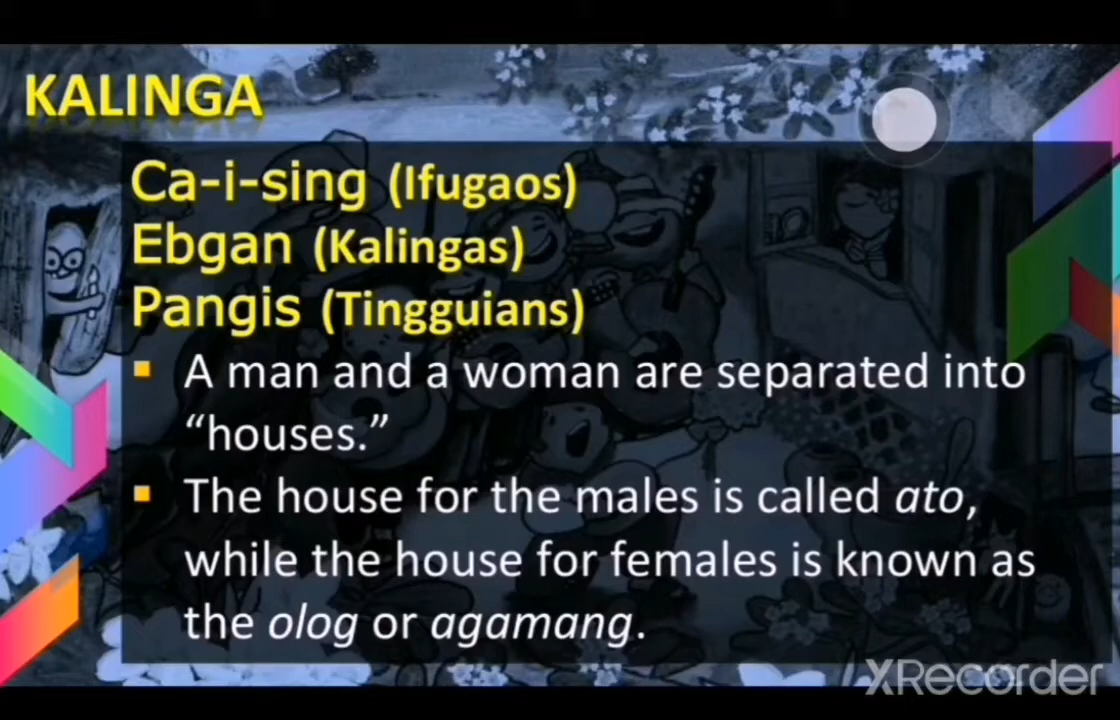 KALINGA
Ca-i-sing (Ifugaos)
Ebgan (Kalingas)
Pangis (Tingguians)
▪ A man and a woman are separated into
“houses.”
▪ The house for the males is called ato,
while the house for females is known as
the olog or agamang.
XRecorder